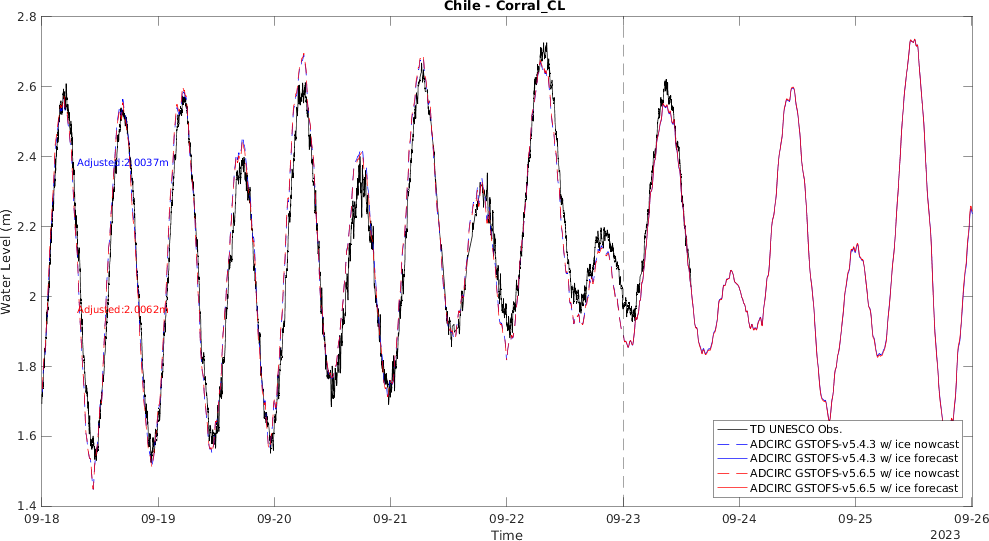 Chile - Corral_CL
2.8
2.6
2.4
2.2
2
1.8
1.6
1.4
Water Level (m)
Adjusted:2.0037m
Adjusted:2.0062m
TD UNESCO Obs.
ADCIRC GSTOFS-v5.4.3 w/ ice nowcast
ADCIRC GSTOFS-v5.4.3 w/ ice forecast
ADCIRC GSTOFS-v5.6.5 w/ ice nowcast
ADCIRC GSTOFS-v5.6.5 w/ ice forecast
09-18 09-19 09-20 09-21 09-22 09-23 09-24 09-25 09-26
Time
2023